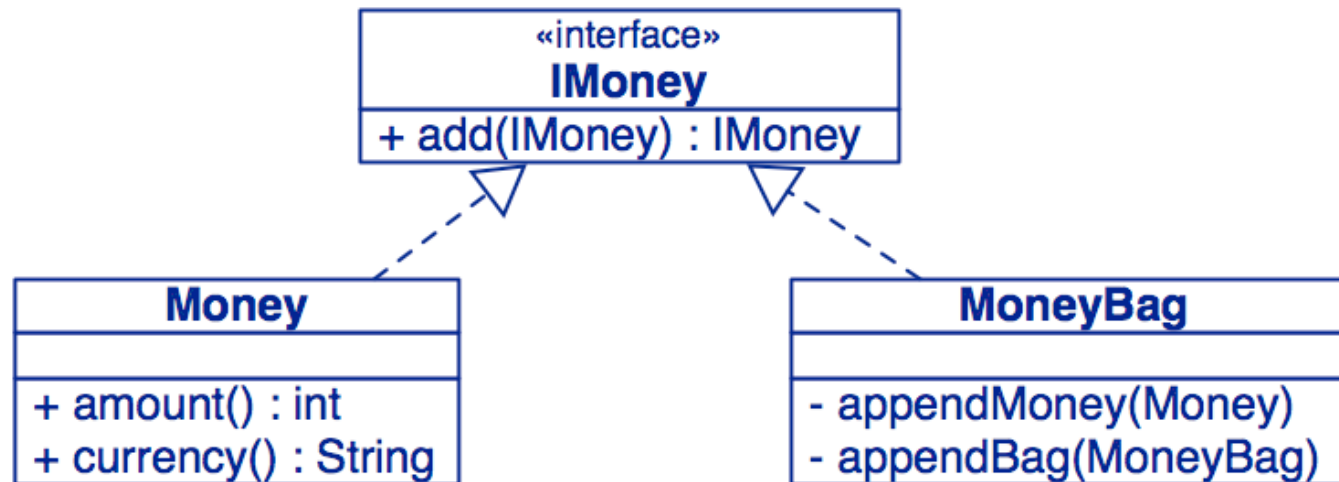 «interface»
IMoney
+ add(IMoney) : IMoney
Money
+ amount() : int
+ currency() : String
MoneyBag
- appendMoney(Money)
- appendBag(MoneyBag)